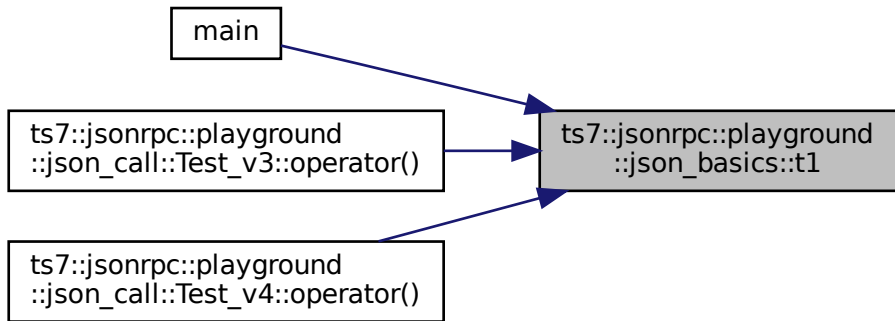 main
ts7::jsonrpc::playground
::json_call::Test_v3::operator()
ts7::jsonrpc::playground
::json_basics::t1
ts7::jsonrpc::playground
::json_call::Test_v4::operator()